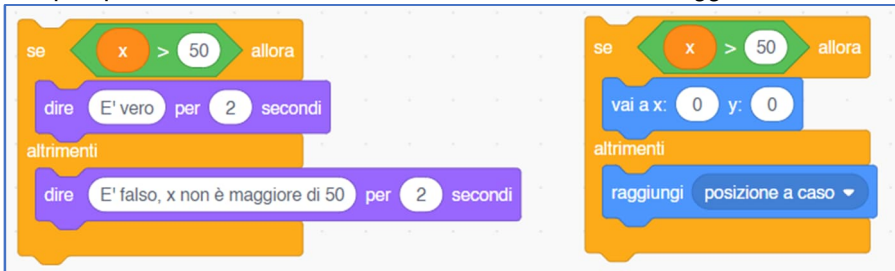 se x > 50 allora
dire E' vero per 2 secondi
altrimenti
dire E' falso, x non è maggiore di 50 per 2 secondi
se x > 50 allora
vai a x: 0 y: 0
altrimenti
raggiungi posizione a caso